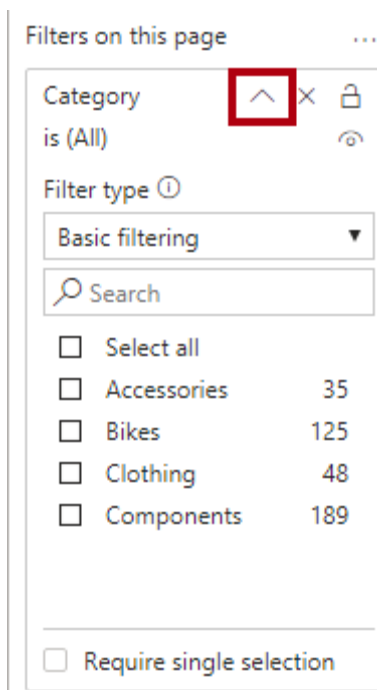 Filters on this page ...
Category
is (All)
Filter type
Basic filtering
Search
Select all
Accessories 35
Bikes 125
Clothing 48
Components 189
Require single selection